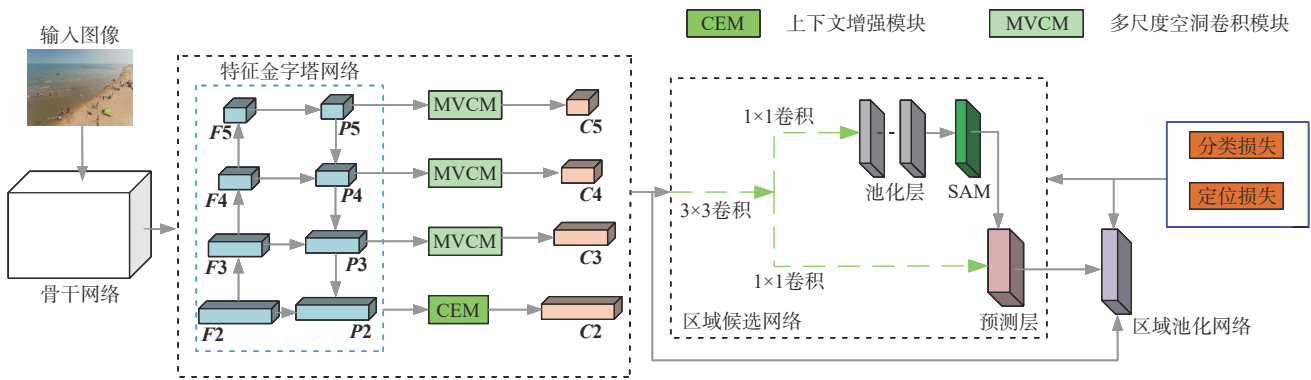 CEM
上下文增强模块
MVCM
多尺度空洞卷积模块
输入图像
骨干网络
特征金字塔网络
F5
P5
MVCM
C5
F4
P4
MVCM
C4
F3
P3
MVCM
C3
F2
P2
CEM
C2
3×3卷积
1×1卷积
池化层
SAM
1×1卷积
预测层
区域候选网络
分类损失
定位损失
区域池化网络